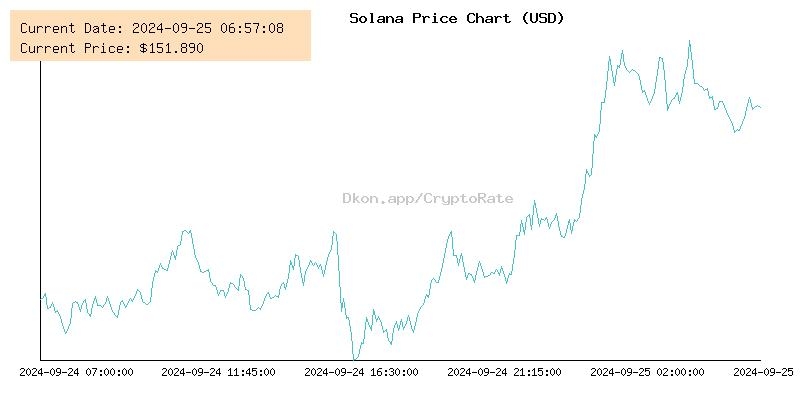 Solana Price Chart (USD)
Current Date: 2024-09-25 06:57:08
Current Price: $151.890
Dkon.app/CryptoRate
2024-09-24 07:00:00
2024-09-24 11:45:00
2024-09-24 16:30:00
2024-09-24 21:15:00
2024-09-25 02:00:00
2024-09-25